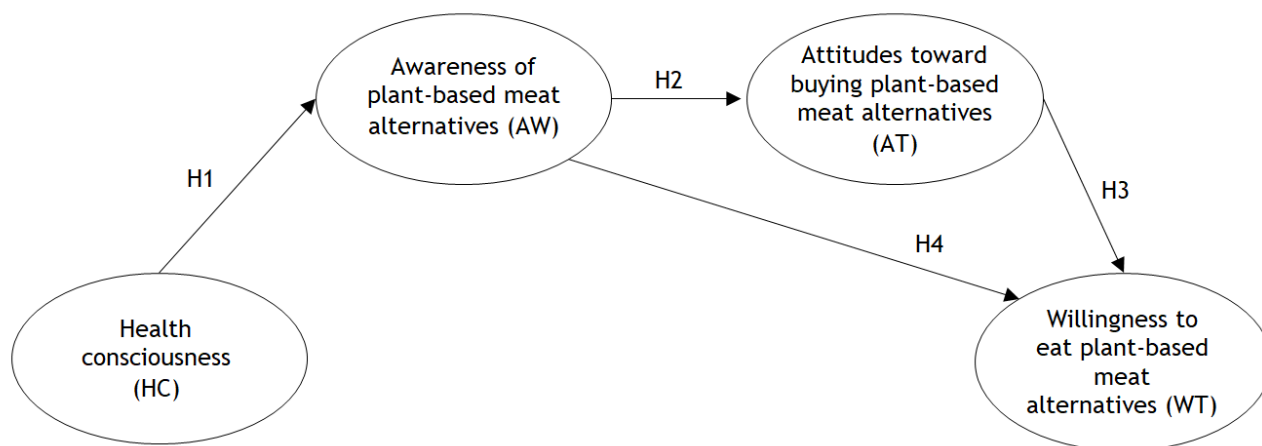 Awareness of
plant-based meat
alternatives (AW)
H2
Attitudes toward
buying plant-based
meat alternatives
(AT)
H1
H3
H4
Health
consciousness
(HC)
Willingness to
eat plant-based
meat
alternatives (WT)